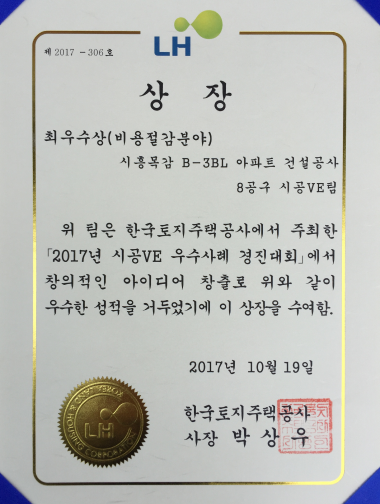 LH
제 2017 - 306 호
상 장
최우수상(비용절감분야)
시흥목감 B-3BL 아파트 건설공사
8공구 시공VE팀
위 팀은 한국토지주택공사에서 주최한
「2017년 시공VE 우수사례 경진대회」에서
창의적인 아이디어 창출로 위와 같이
우수한 성적을 거두었기에 이 상장을 수여함.
2017년 10월 19일
한국토지주택공사
사장 박상우
LH